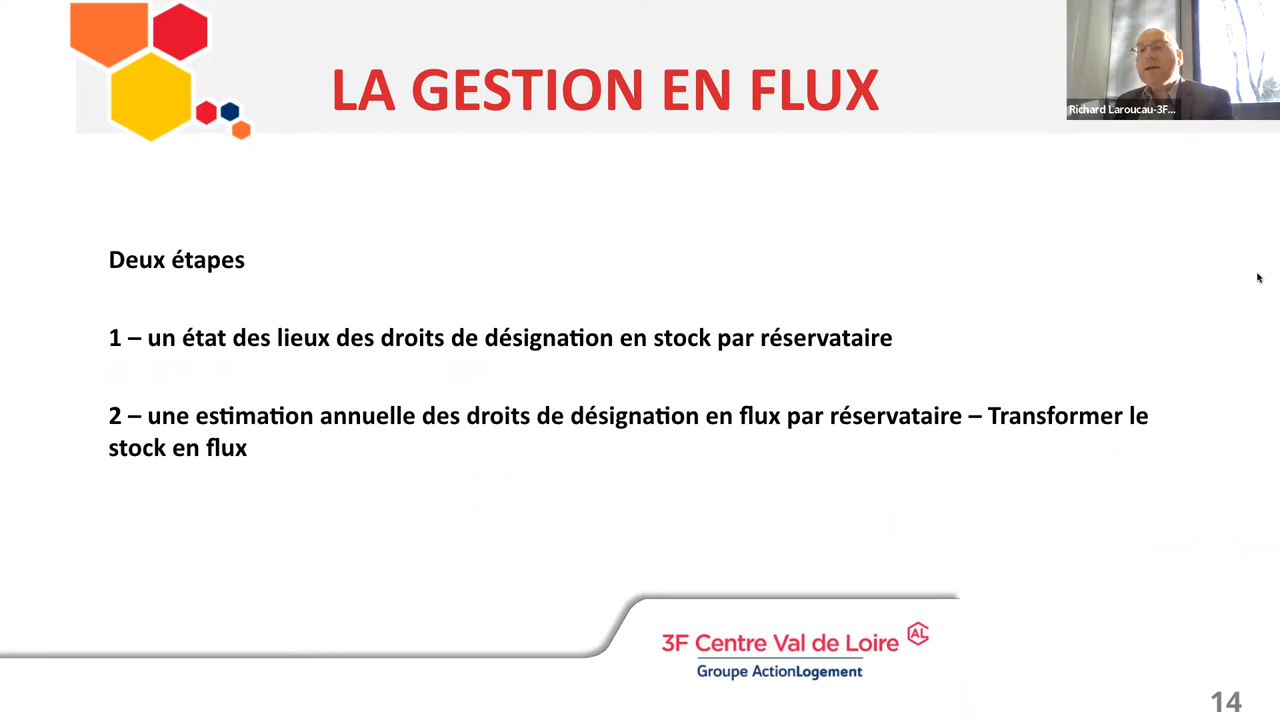 LA GESTION EN FLUX
Richard Laroucau-3F...
Deux étapes
1 – un état des lieux des droits de désignation en stock par réservataire
2 – une estimation annuelle des droits de désignation en flux par réservataire – Transformer le
stock en flux
3F Centre Val de Loire
AL
Groupe ActionLogement
14